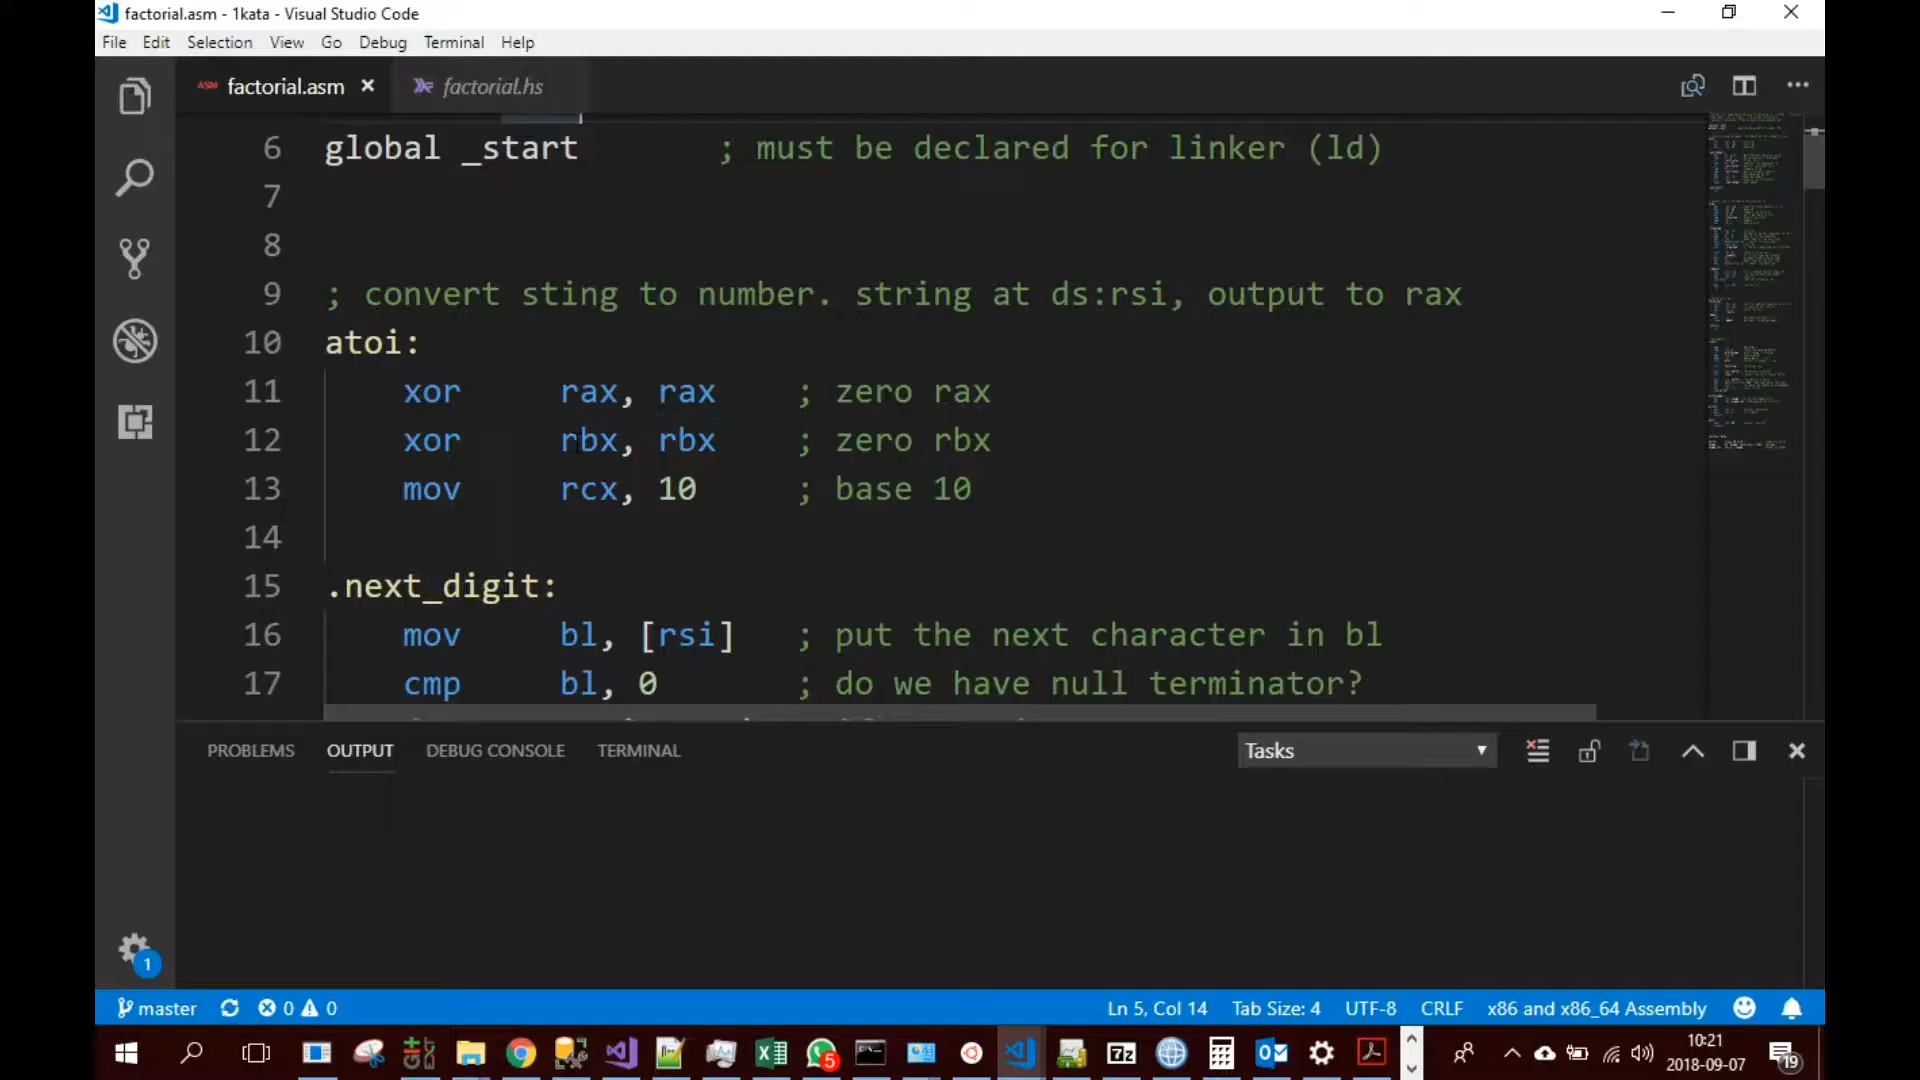 factorial.asm - 1kata - Visual Studio Code
File Edit Selection View Go Debug Terminal Help
ASM factorial.asm factorial.hs
6 global _start ; must be declared for linker (ld)
7
8
9 ; convert sting to number. string at ds:rsi, output to rax
10 atoi:
11 xor rax, rax ; zero rax
12 xor rbx, rbx ; zero rbx
13 mov rcx, 10 ; base 10
14
15 .next_digit:
16 mov bl, [rsi] ; put the next character in bl
17 cmp bl, 0 ; do we have null terminator?
PROBLEMS OUTPUT DEBUG CONSOLE TERMINAL Tasks
1
master 0 0 Ln 5, Col 14 Tab Size: 4 UTF-8 CRLF x86 and x86_64 Assembly
5 7z 10:21
2018-09-07 19